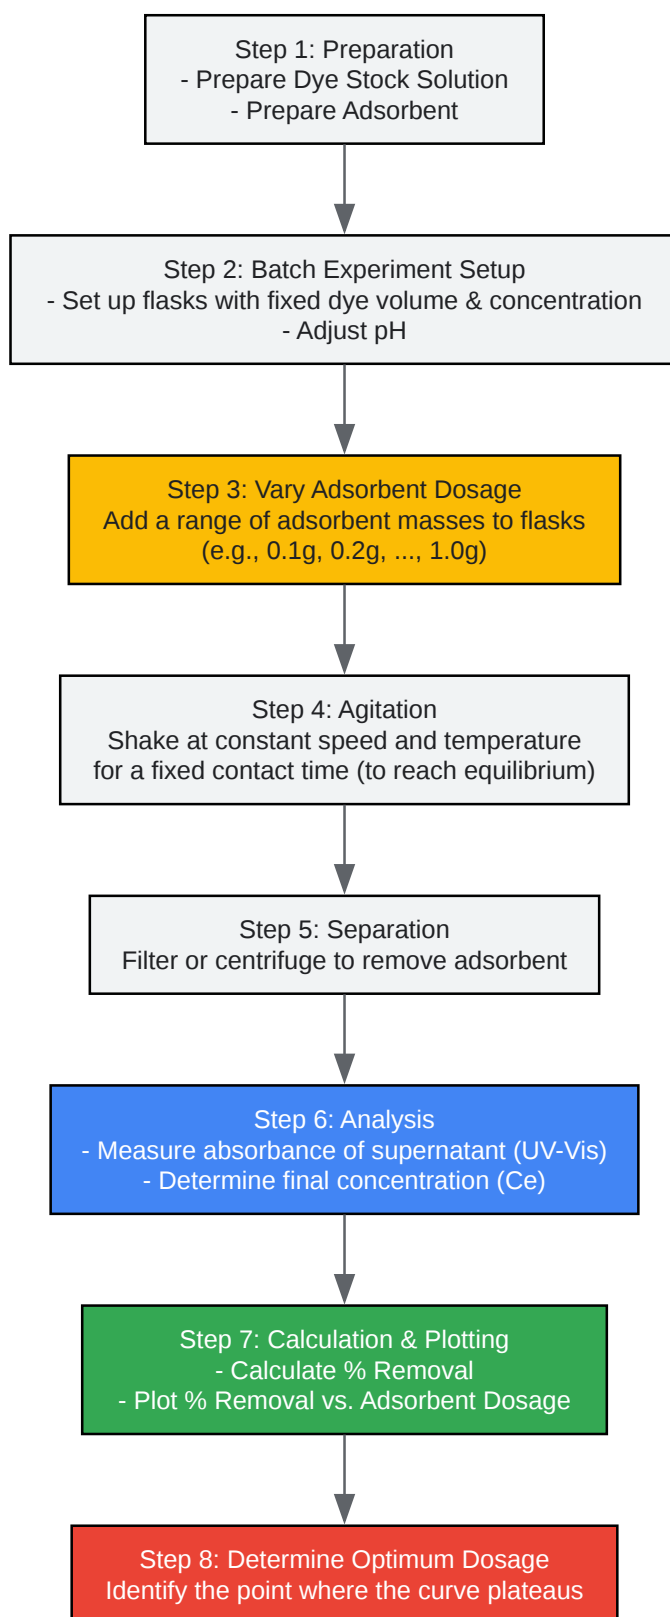 Step 1: Preparation
- Prepare Dye Stock Solution
- Prepare Adsorbent
Step 2: Batch Experiment Setup
- Set up flasks with fixed dye volume & concentration
- Adjust pH
Step 3: Vary Adsorbent Dosage
Add a range of adsorbent masses to flasks
(e.g., 0.1g, 0.2g, ..., 1.0g)
Step 4: Agitation
Shake at constant speed and temperature
for a fixed contact time (to reach equilibrium)
Step 5: Separation
Filter or centrifuge to remove adsorbent
Step 6: Analysis
- Measure absorbance of supernatant (UV-Vis)
- Determine final concentration (Ce)
Step 7: Calculation & Plotting
- Calculate % Removal
- Plot % Removal vs. Adsorbent Dosage
Step 8: Determine Optimum Dosage
Identify the point where the curve plateaus